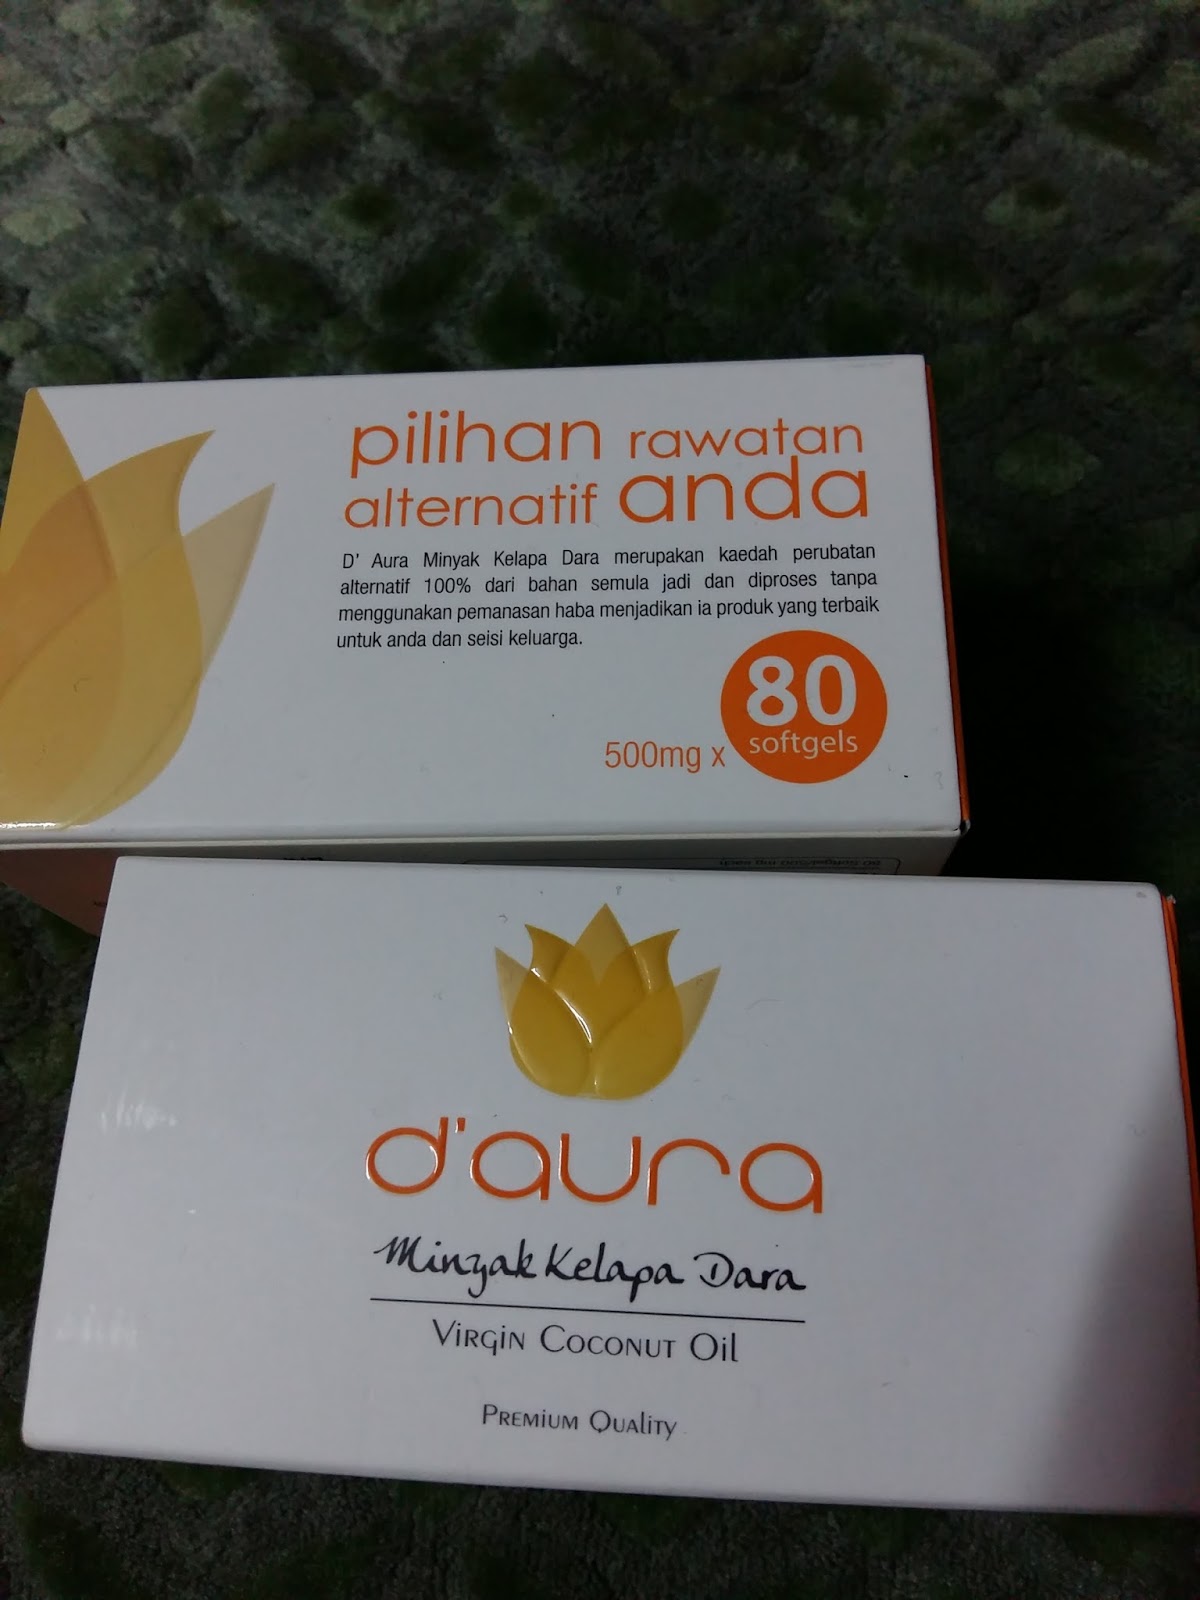 pilihan rawatan
alternatif anda
D' Aura Minyak Kelapa Dara merupakan kaedah perubatan
alternatif 100% dari bahan semula jadi dan diproses tanpa
menggunakan pemanasan haba menjadikan ia produk yang terbaik
untuk anda dan seisi keluarga.
500mg x
80
softgels
d'aura
Minyak Kelapa Dara
Virgin Coconut Oil
Premium Quality